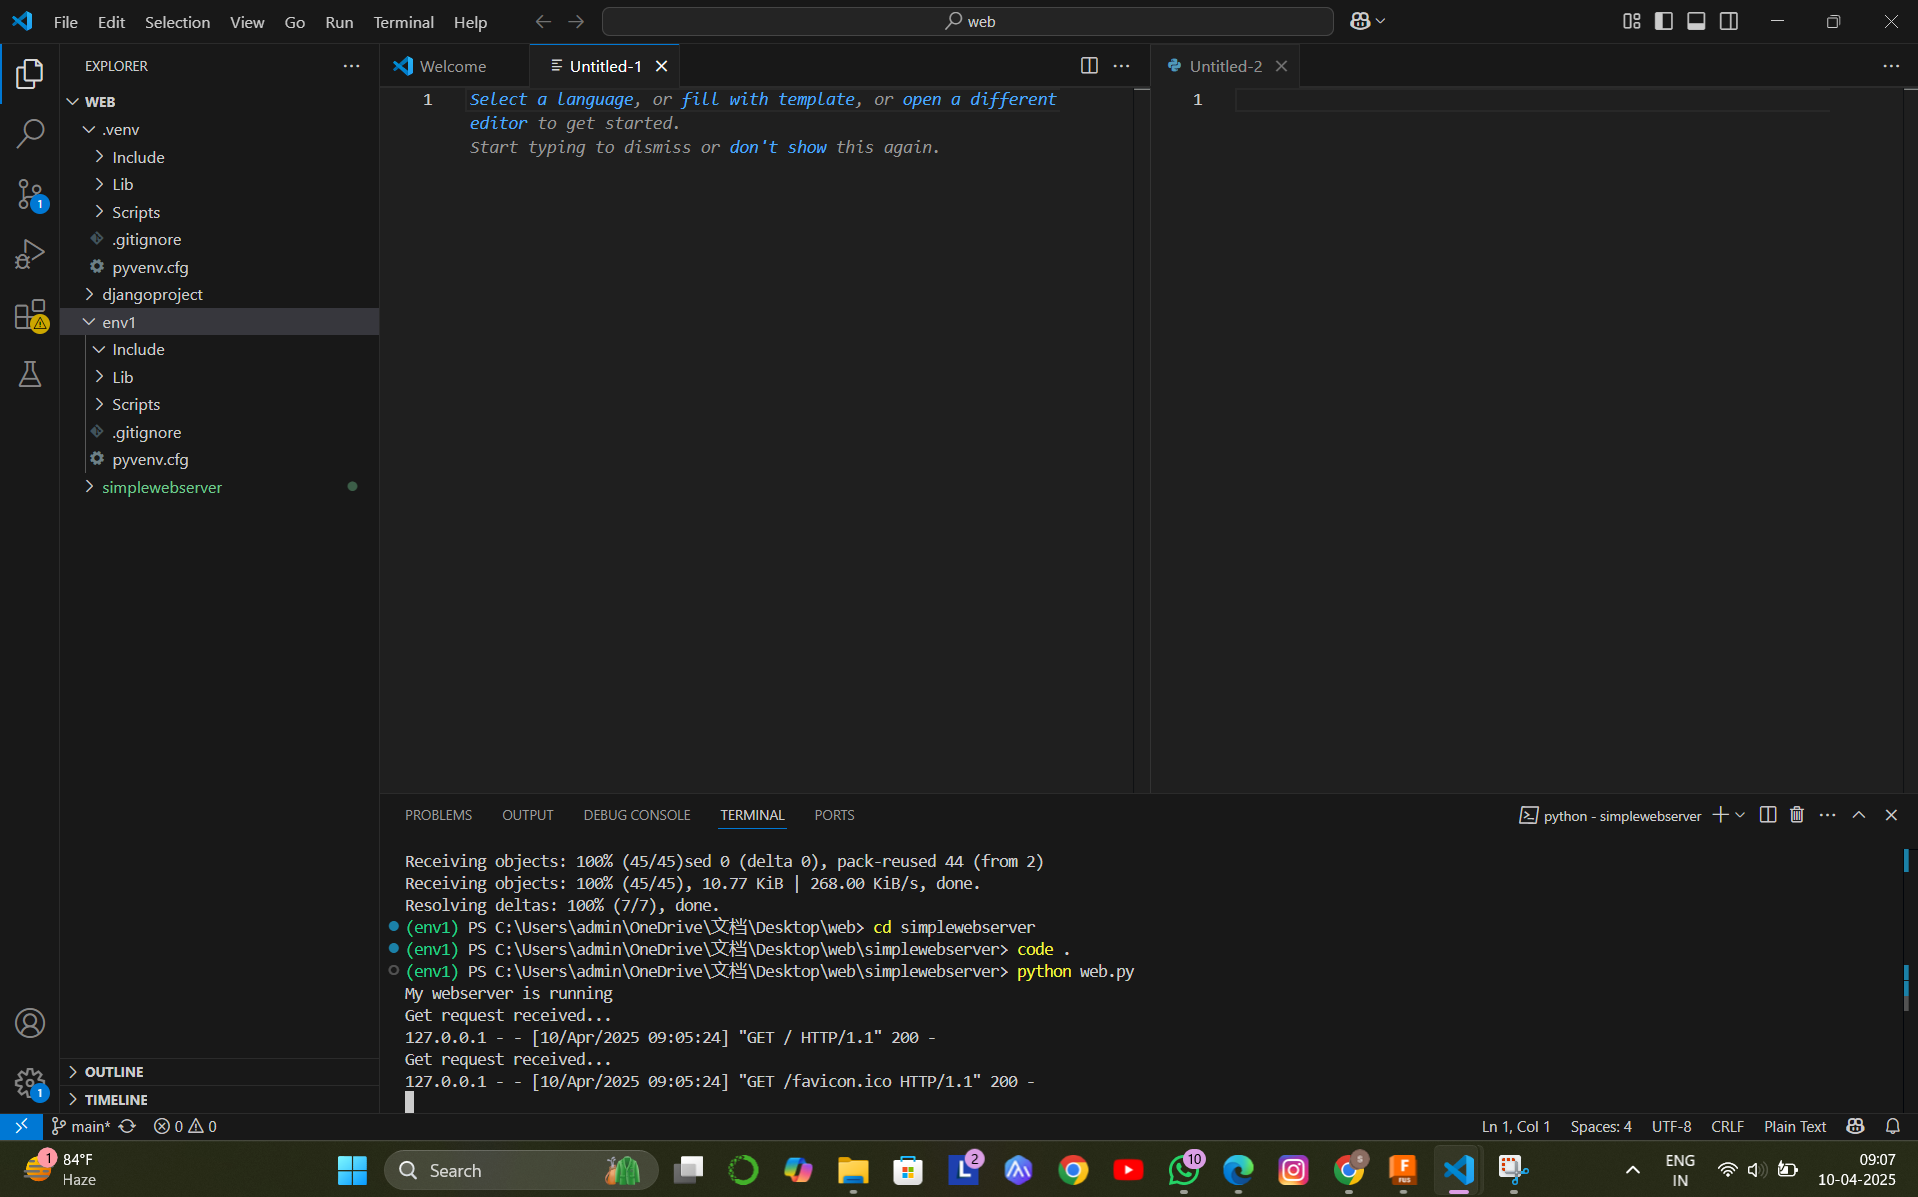 File Edit Selection View Go Run Terminal Help
web
EXPLORER
WEB
.venv
Include
Lib
Scripts
.gitignore
pyvenv.cfg
djangoproject
env1
Include
Lib
Scripts
.gitignore
pyvenv.cfg
simplewebserver
OUTLINE
TIMELINE
1
1
Welcome
Untitled-1
1
Select a language, or fill with template, or open a different
editor to get started.
Start typing to dismiss or don't show this again.
Untitled-2
1
PROBLEMS OUTPUT DEBUG CONSOLE TERMINAL PORTS
python - simplewebserver
Receiving objects: 100% (45/45)sed 0 (delta 0), pack-reused 44 (from 2)
Receiving objects: 100% (45/45), 10.77 KiB | 268.00 KiB/s, done.
Resolving deltas: 100% (7/7), done.
(env1) PS C:\Users\admin\OneDrive\文档\Desktop\web> cd simplewebserver
(env1) PS C:\Users\admin\OneDrive\文档\Desktop\web\simplewebserver> code .
(env1) PS C:\Users\admin\OneDrive\文档\Desktop\web\simplewebserver> python web.py
My webserver is running
Get request received...
127.0.0.1 - - [10/Apr/2025 09:05:24] "GET / HTTP/1.1" 200 -
Get request received...
127.0.0.1 - - [10/Apr/2025 09:05:24] "GET /favicon.ico HTTP/1.1" 200 -
main* 0 0
Ln 1, Col 1 Spaces: 4 UTF-8 CRLF Plain Text
1
84°F
Haze
Search
L 2
10
S
F
FUS
ENG
IN
09:07
10-04-2025